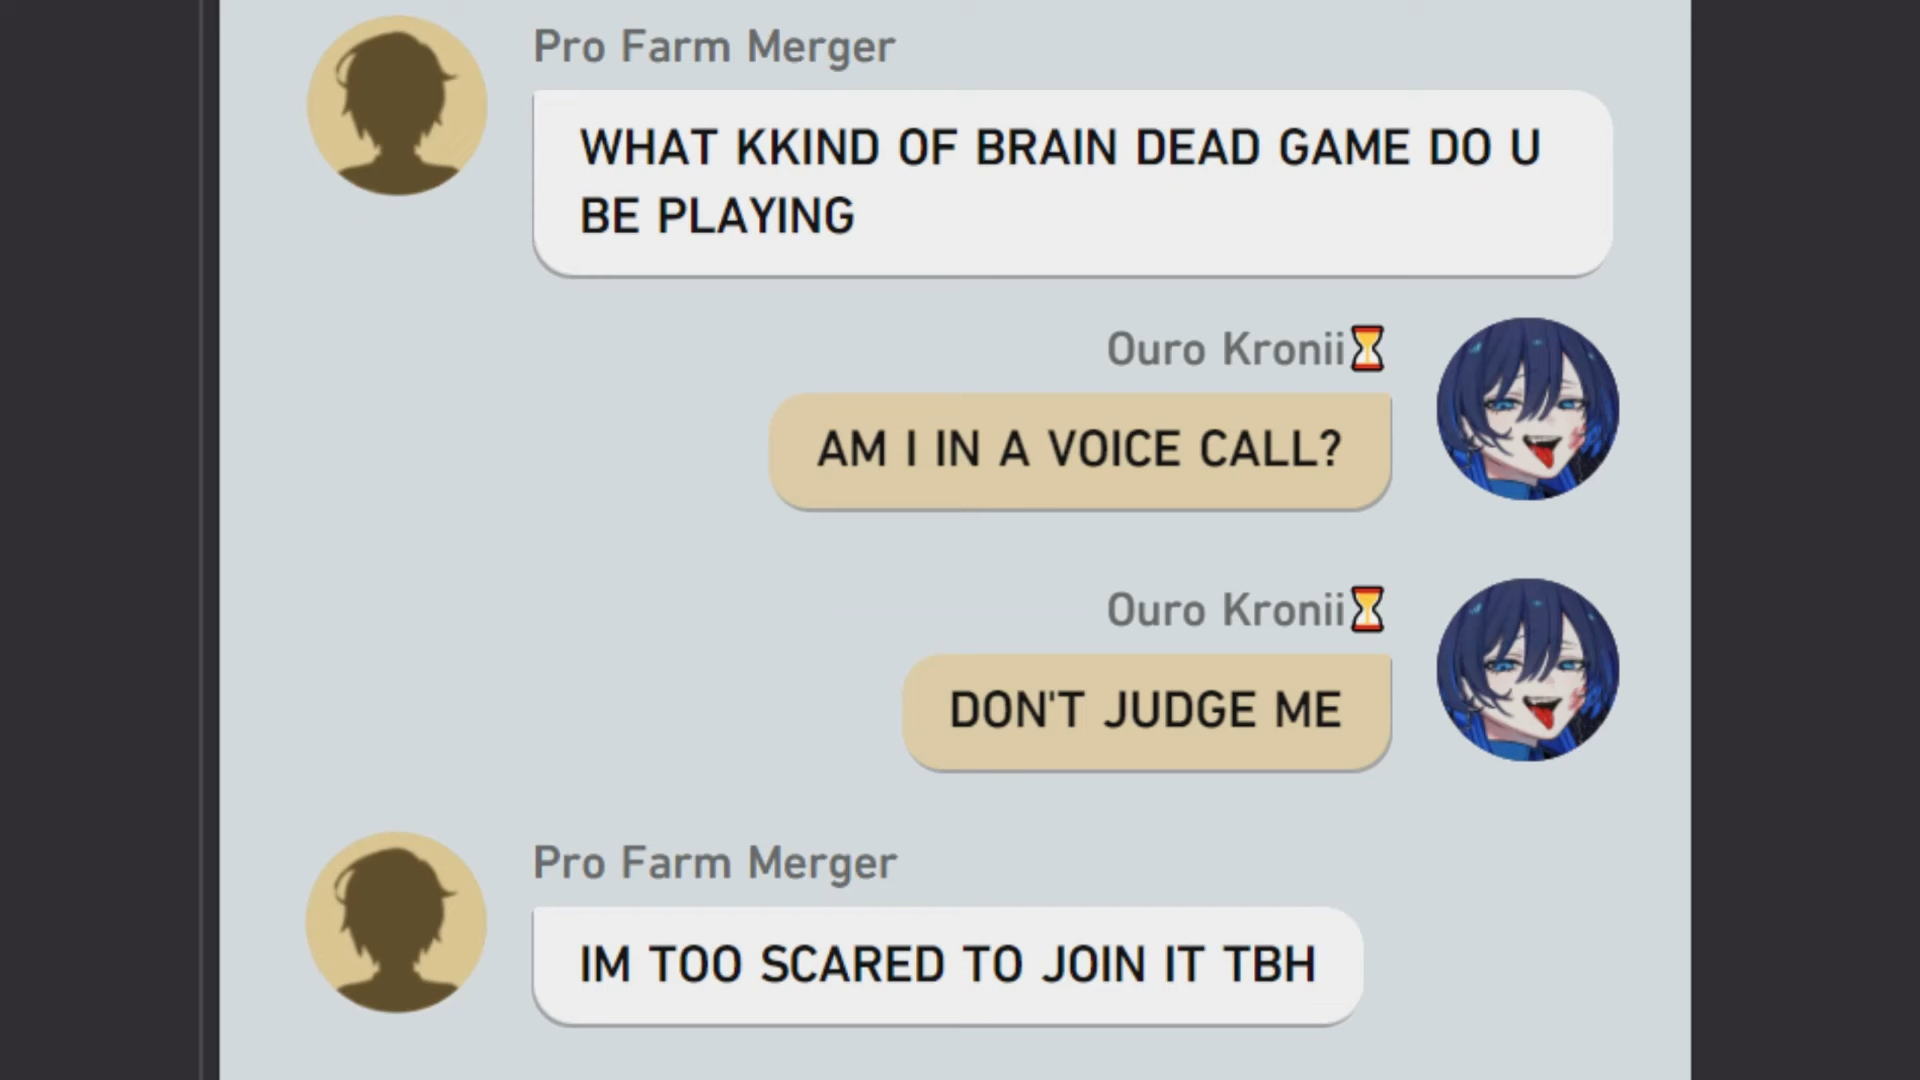 Pro Farm Merger
WHAT KKIND OF BRAIN DEAD GAME DO U
BE PLAYING
Ouro Kronii⏳
AM I IN A VOICE CALL?
Ouro Kronii⏳
DON'T JUDGE ME
Pro Farm Merger
IM TOO SCARED TO JOIN IT TBH